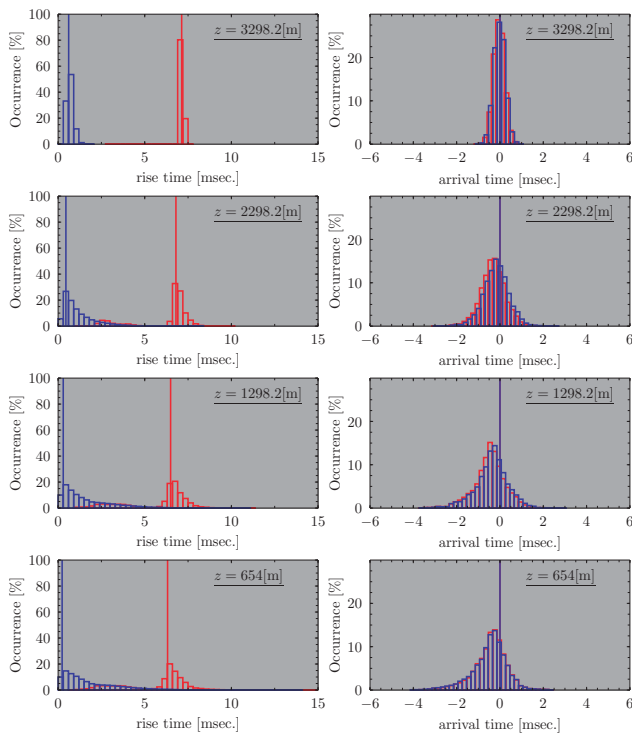 100
80
60
40
20
0
Occurrence [%]
z = 3298.2[m]
0 5 10 15
rise time [msec.]
20
10
0
Occurrence [%]
z = 3298.2[m]
−6 −4 −2 0 2 4 6
arrival time [msec.]
100
80
60
40
20
0
Occurrence [%]
z = 2298.2[m]
0 5 10 15
rise time [msec.]
20
10
0
Occurrence [%]
z = 2298.2[m]
−6 −4 −2 0 2 4 6
arrival time [msec.]
100
80
60
40
20
0
Occurrence [%]
z = 1298.2[m]
0 5 10 15
rise time [msec.]
20
10
0
Occurrence [%]
z = 1298.2[m]
−6 −4 −2 0 2 4 6
arrival time [msec.]
100
80
60
40
20
0
Occurrence [%]
z = 654[m]
0 5 10 15
rise time [msec.]
20
10
0
Occurrence [%]
z = 654[m]
−6 −4 −2 0 2 4 6
arrival time [msec.]